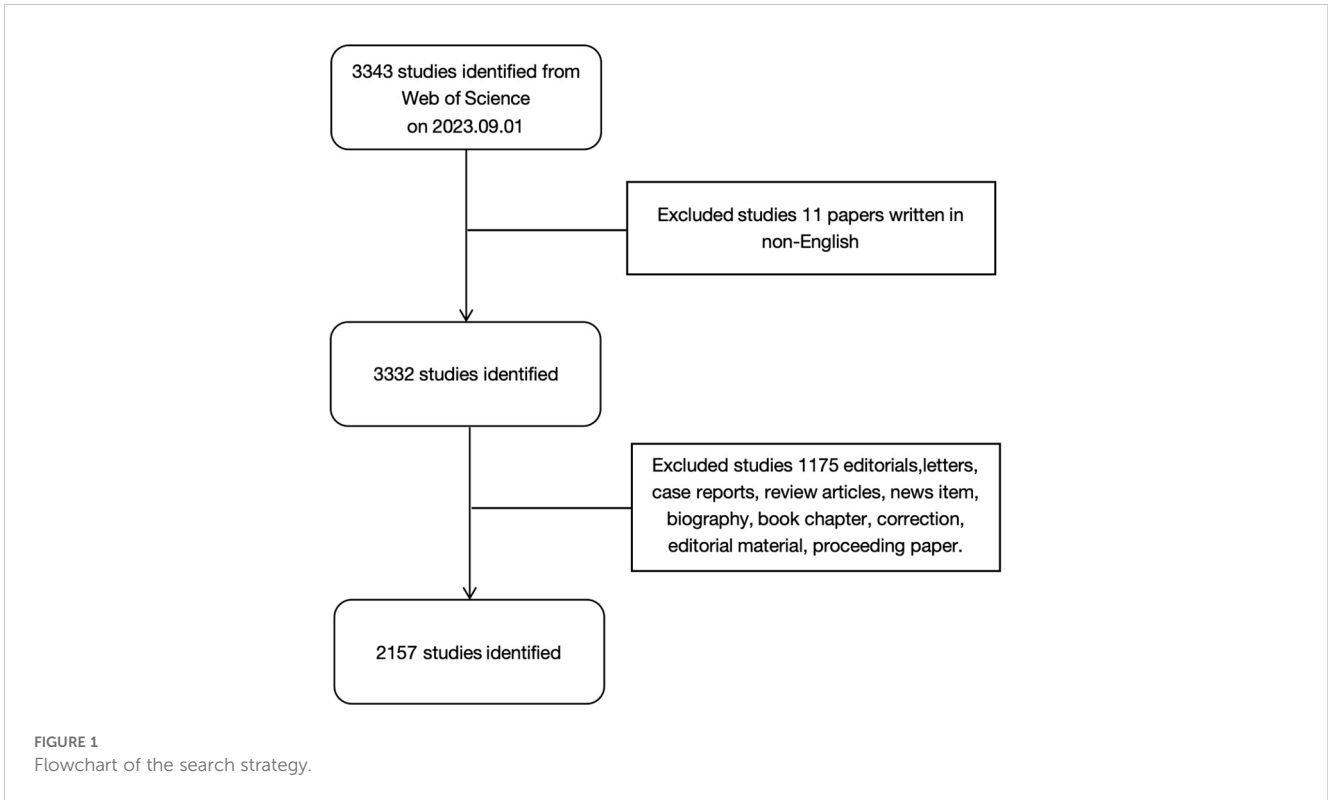 3343 studies identified from
Web of Science
on 2023.09.01
Excluded studies 11 papers written in
non-English
3332 studies identified
Excluded studies 1175 editorials,letters,
case reports, review articles, news item,
biography, book chapter, correction,
editorial material, proceeding paper.
2157 studies identified
FIGURE 1
Flowchart of the search strategy.